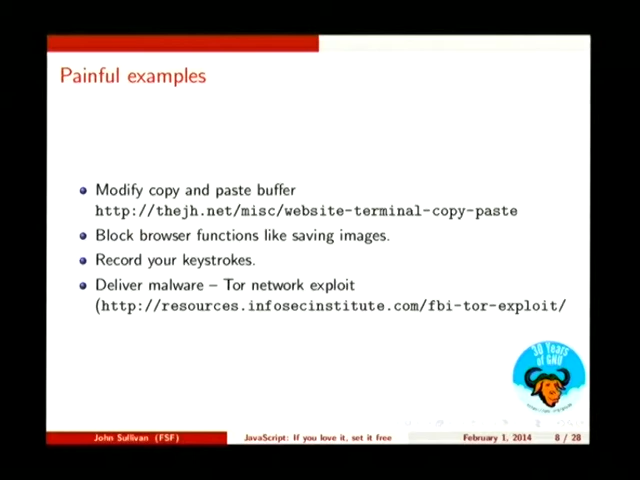 Painful examples
Modify copy and paste buffer
http://thejh.net/misc/website-terminal-copy-paste
Block browser functions like saving images.
Record your keystrokes.
Deliver malware – Tor network exploit
(http://resources.infosecinstitute.com/fbi-tor-exploit/
30 Years
of GNU
John Sullivan (FSF)
JavaScript: If you love it, set it free
February 1, 2014
8 / 28